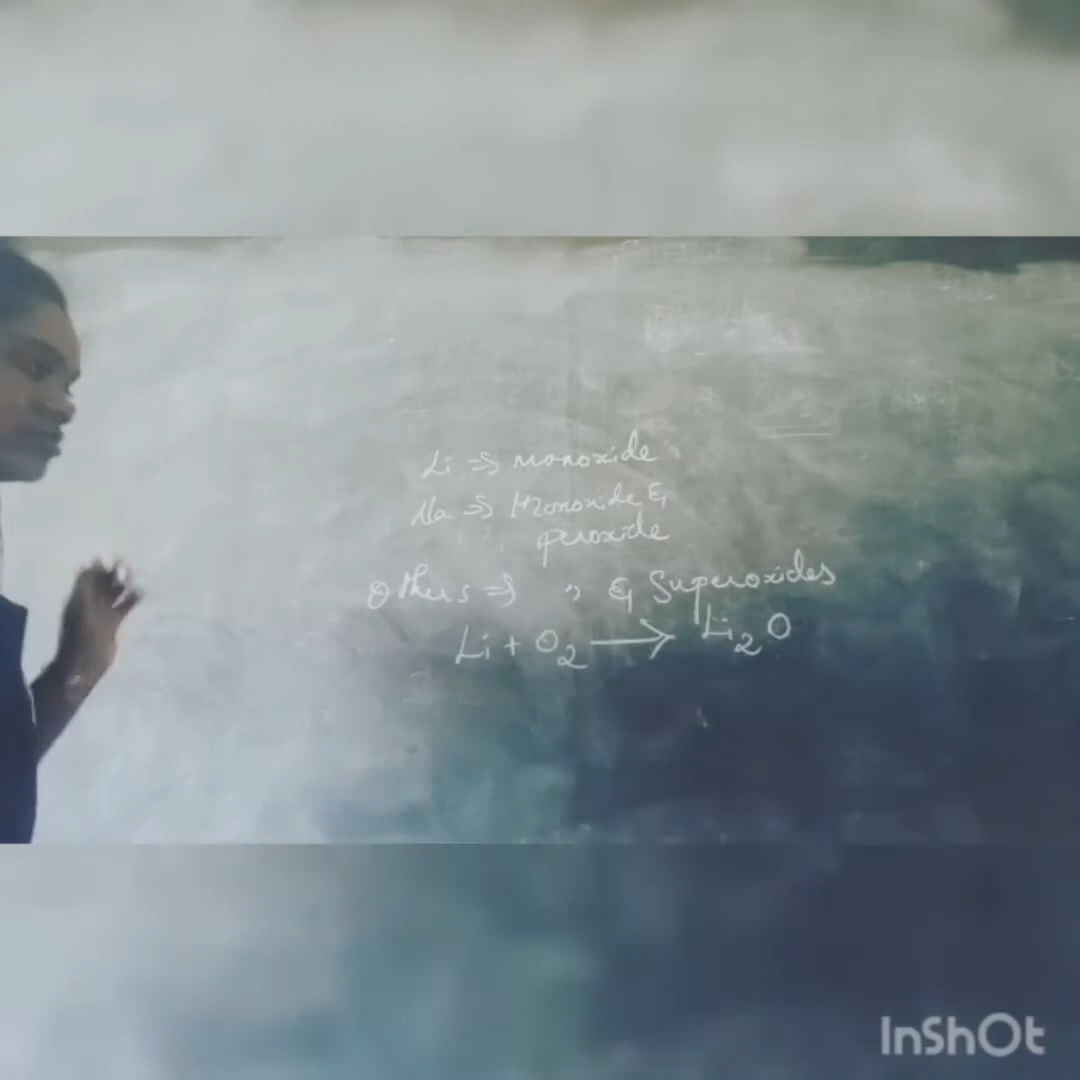 Li ⇒ monoxide
Na ⇒ Monoxide &
peroxide
Others ⇒ " & Superoxides
Li + O₂ ⟶ Li₂O
InShOt